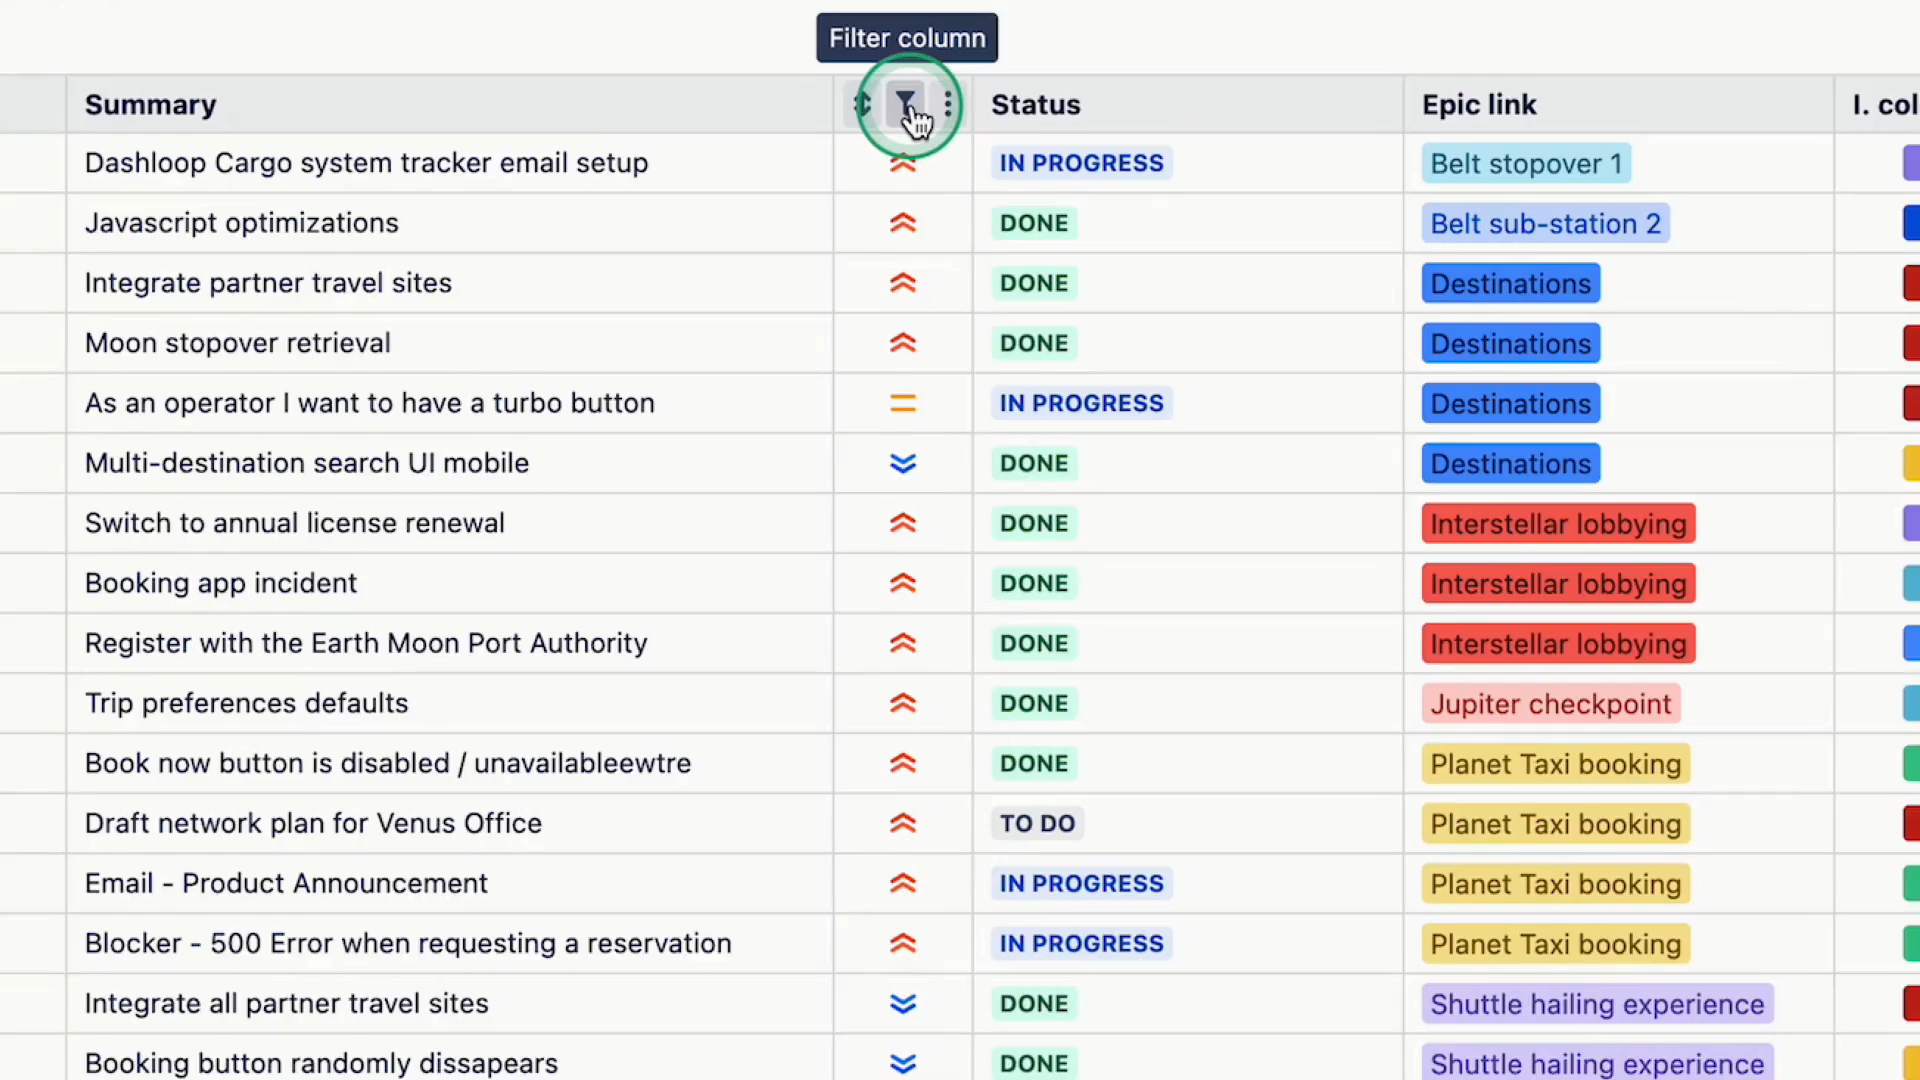 Filter column
Summary Status Epic link I. col
Dashloop Cargo system tracker email setup IN PROGRESS Belt stopover 1
Javascript optimizations DONE Belt sub-station 2
Integrate partner travel sites DONE Destinations
Moon stopover retrieval DONE Destinations
As an operator I want to have a turbo button IN PROGRESS Destinations
Multi-destination search UI mobile DONE Destinations
Switch to annual license renewal DONE Interstellar lobbying
Booking app incident DONE Interstellar lobbying
Register with the Earth Moon Port Authority DONE Interstellar lobbying
Trip preferences defaults DONE Jupiter checkpoint
Book now button is disabled / unavailableewtre DONE Planet Taxi booking
Draft network plan for Venus Office TO DO Planet Taxi booking
Email - Product Announcement IN PROGRESS Planet Taxi booking
Blocker - 500 Error when requesting a reservation IN PROGRESS Planet Taxi booking
Integrate all partner travel sites DONE Shuttle hailing experience
Booking button randomly dissapears DONE Shuttle hailing experience